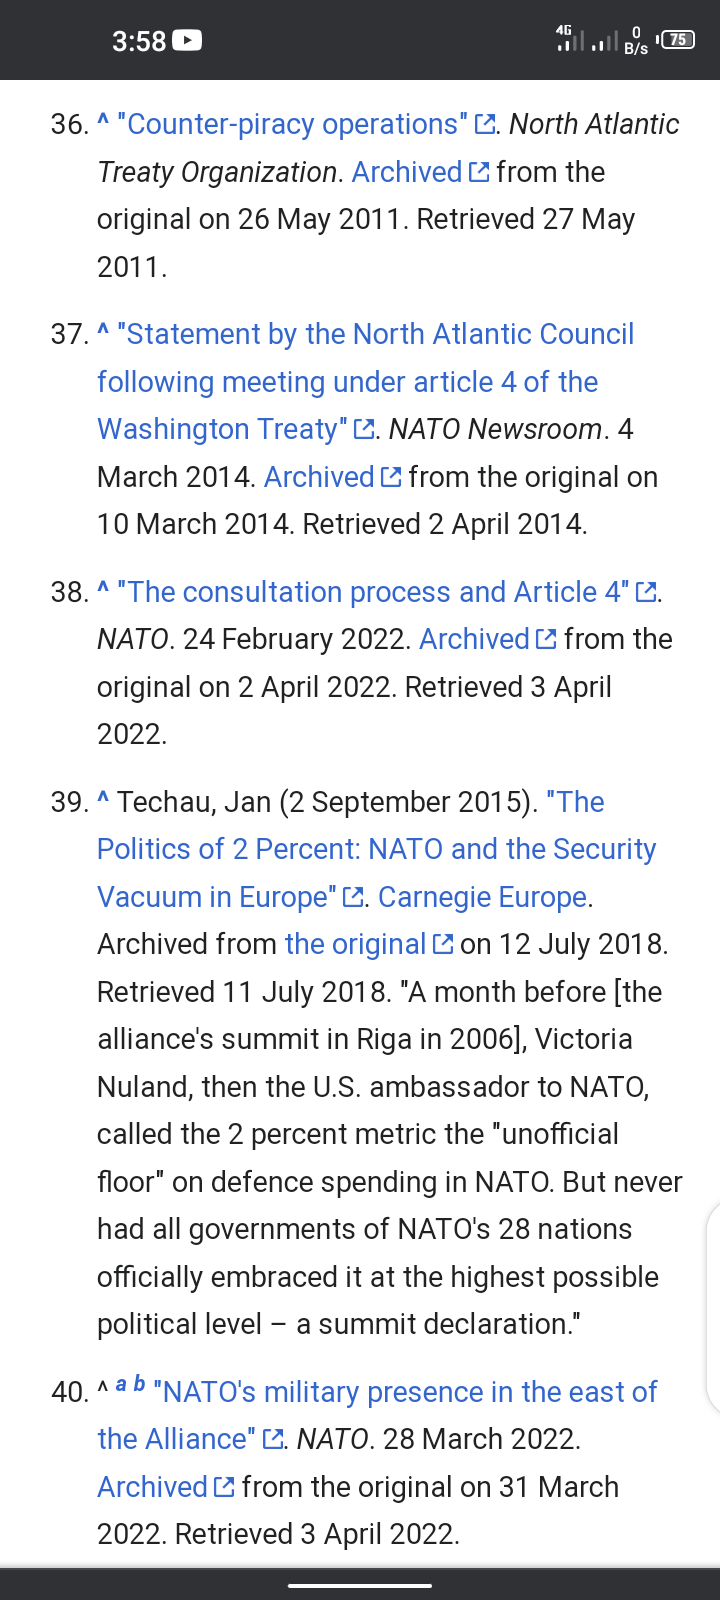 3:58
4G 0 B/s 75
36. ^ "Counter-piracy operations". North Atlantic
Treaty Organization. Archived from the
original on 26 May 2011. Retrieved 27 May
2011.
37. ^ "Statement by the North Atlantic Council
following meeting under article 4 of the
Washington Treaty". NATO Newsroom. 4
March 2014. Archived from the original on
10 March 2014. Retrieved 2 April 2014.
38. ^ "The consultation process and Article 4".
NATO. 24 February 2022. Archived from the
original on 2 April 2022. Retrieved 3 April
2022.
39. ^ Techau, Jan (2 September 2015). "The
Politics of 2 Percent: NATO and the Security
Vacuum in Europe". Carnegie Europe.
Archived from the original on 12 July 2018.
Retrieved 11 July 2018. "A month before [the
alliance's summit in Riga in 2006], Victoria
Nuland, then the U.S. ambassador to NATO,
called the 2 percent metric the "unofficial
floor" on defence spending in NATO. But never
had all governments of NATO's 28 nations
officially embraced it at the highest possible
political level – a summit declaration."
40. ^ a b "NATO's military presence in the east of
the Alliance". NATO. 28 March 2022.
Archived from the original on 31 March
2022. Retrieved 3 April 2022.